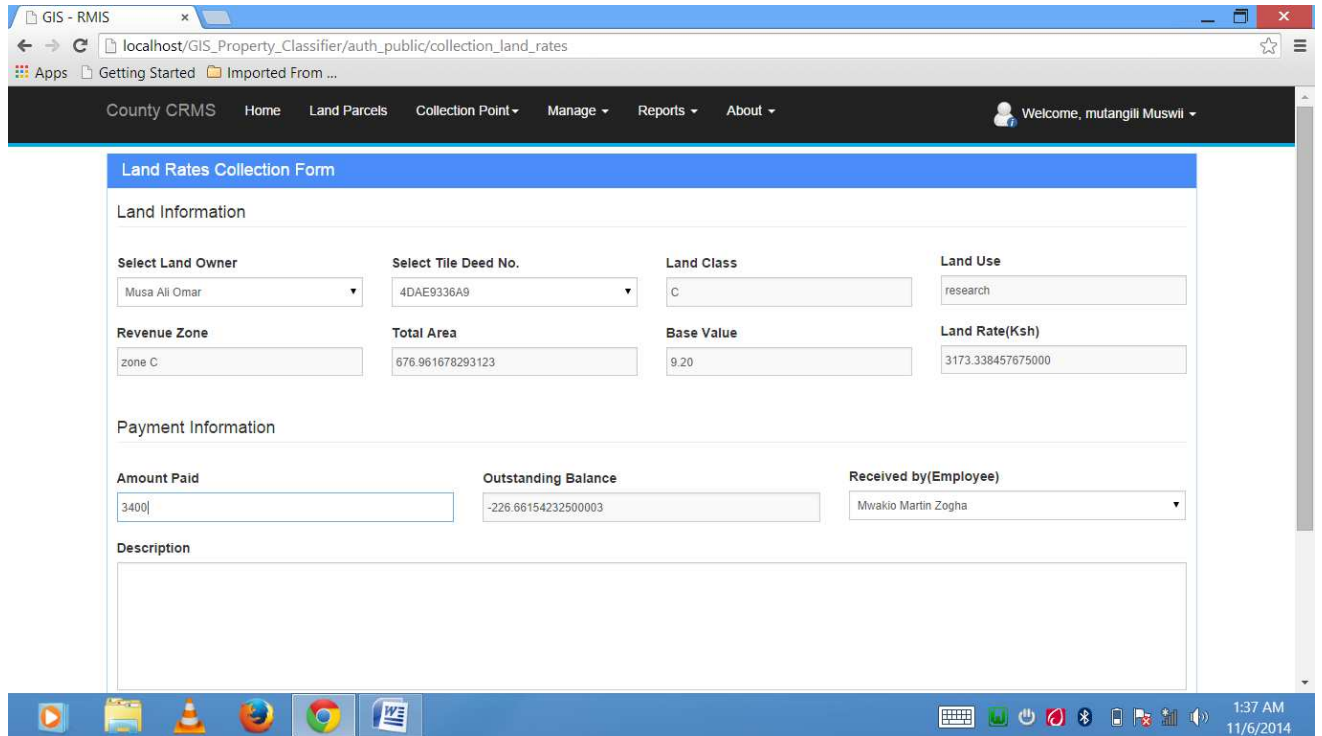 GIS - RMIS
localhost/GIS_Property_Classifier/auth_public/collection_land_rates
Apps Getting Started Imported From ...
County CRMS Home Land Parcels Collection Point Manage Reports About Welcome, mutangili Muswii
Land Rates Collection Form
Land Information
Select Land Owner Select Tile Deed No. Land Class Land Use
Musa Ali Omar 4DAE9336A9 C research
Revenue Zone Total Area Base Value Land Rate(Ksh)
zone C 676.961678293123 9.20 3173.338457675000
Payment Information
Amount Paid Outstanding Balance Received by(Employee)
3400 -226.66154232500003 Mwakio Martin Zogha
Description
1:37 AM
11/6/2014